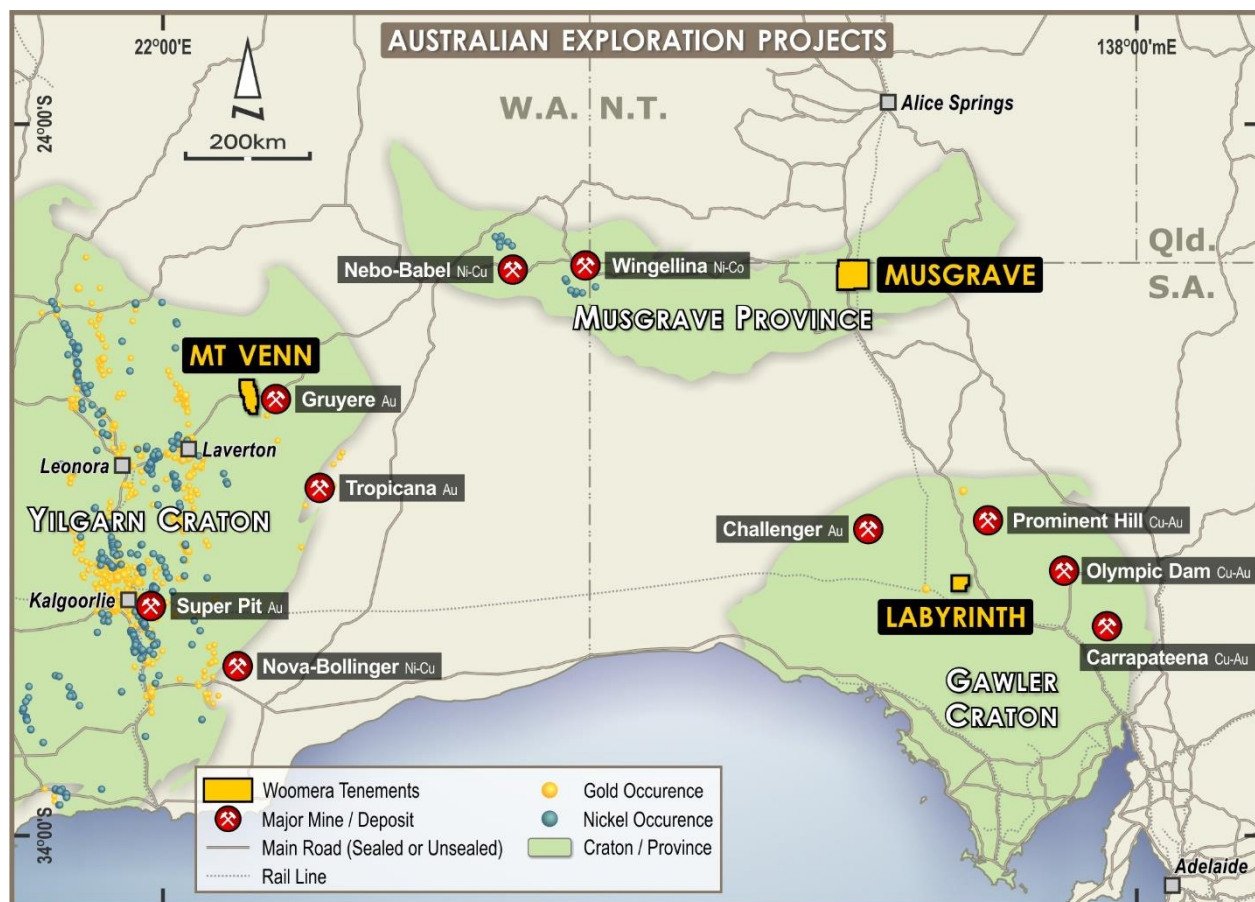 AUSTRALIAN EXPLORATION PROJECTS
22°00'E
138°00'mE
24°00'S
200km
W.A.
N.T.
Alice Springs
Qld.
S.A.
Nebo-Babel Ni-Cu
Wingellina Ni-Co
MUSGRAVE
MUSGRAVE PROVINCE
MT VENN
Gruyere Au
Laverton
Leonora
Tropicana Au
YILGARN CRATON
Challenger Au
Prominent Hill Cu-Au
Olympic Dam Cu-Au
Kalgoorlie
Super Pit Au
LABYRINTH
Carrapateena Cu-Au
Nova-Bollinger Ni-Cu
GAWLER
CRATON
Woomera Tenements
Major Mine / Deposit
Main Road (Sealed or Unsealed)
Rail Line
Gold Occurence
Nickel Occurence
Craton / Province
34°00'S
Adelaide